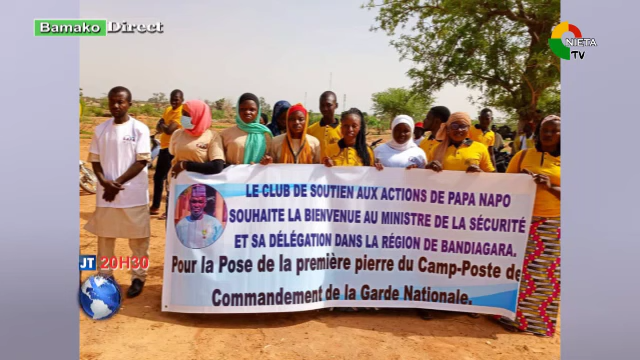 Bamako Direct
NIETA
TV
LE CLUB DE SOUTIEN AUX ACTIONS DE PAPA NAPO
SOUHAITE LA BIENVENUE AU MINISTRE DE LA SÉCURITÉ
ET SA DÉLÉGATION DANS LA RÉGION DE BANDIAGARA.
Pour la Pose de la première pierre du Camp-Poste de
Commandement de la Garde Nationale.
JT 20H30